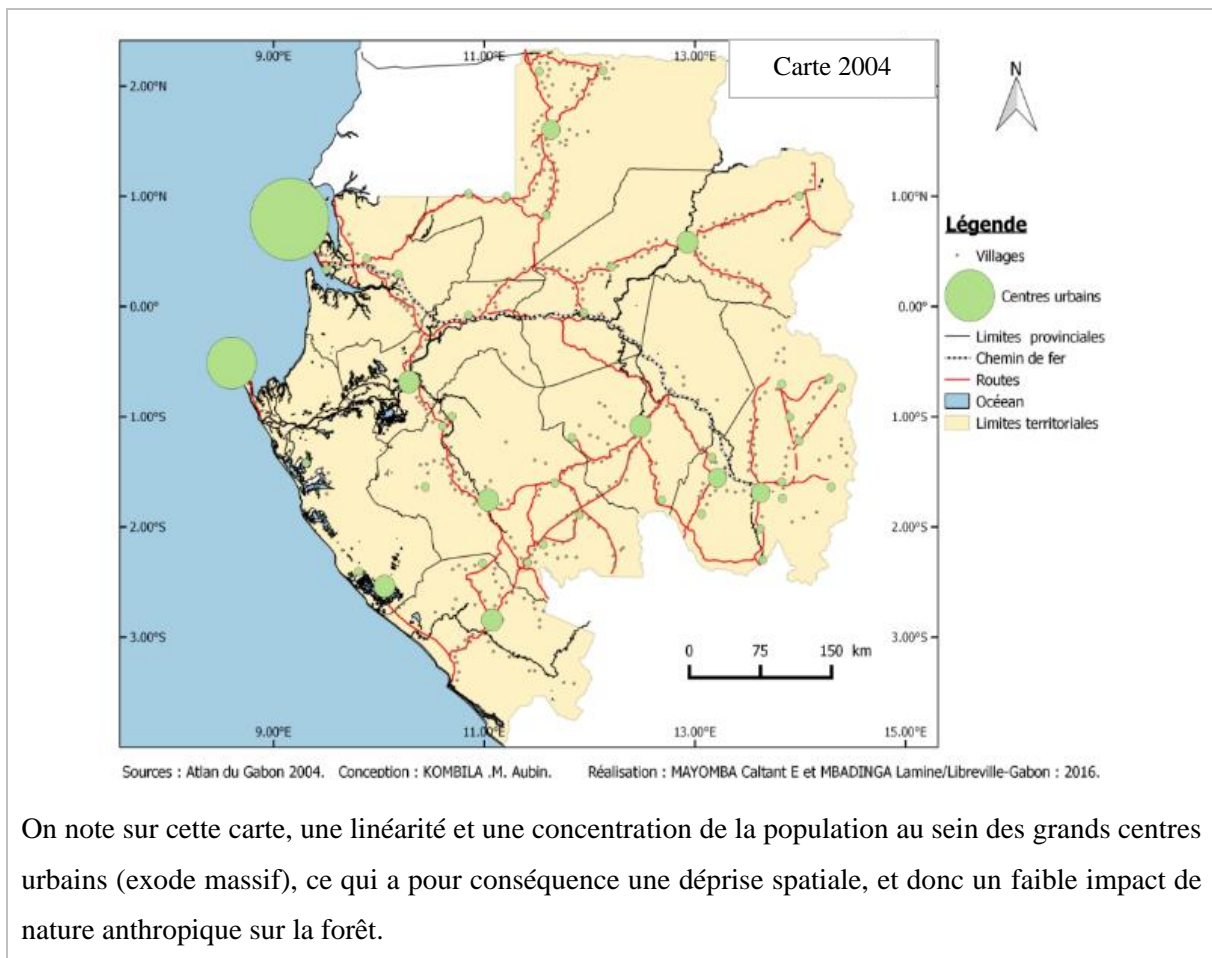 9.00°E 11.00°E 13.00°E
Carte 2004
N
2.00°N
1.00°N 1.00°N
0.00° 0.00°
1.00°S 1.00°S
2.00°S 2.00°S
3.00°S 3.00°S
Légende
Villages
Centres urbains
Limites provinciales
Chemin de fer
Routes
Océean
Limites territoriales
0 75 150 km
9.00°E 11.00°E 13.00°E 15.00°E
Sources : Atlan du Gabon 2004. Conception : KOMBILA .M. Aubin. Réalisation : MAYOMBA Caltant E et MBADINGA Lamine/Libreville-Gabon : 2016.
On note sur cette carte, une linéarité et une concentration de la population au sein des grands centres
urbains (exode massif), ce qui a pour conséquence une déprise spatiale, et donc un faible impact de
nature anthropique sur la forêt.